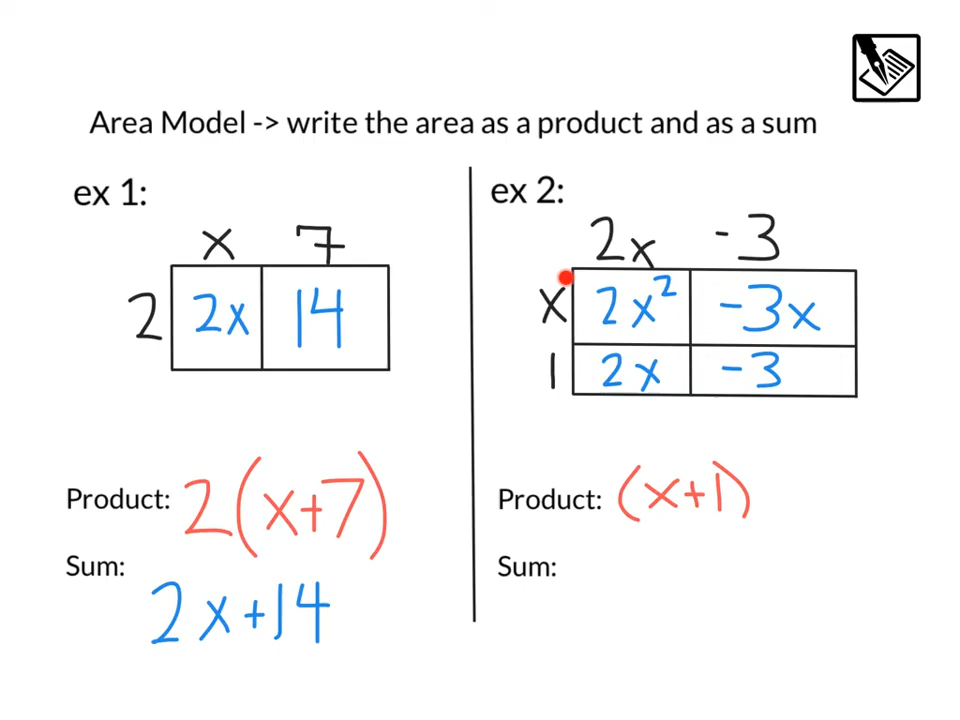 Area Model -> write the area as a product and as a sum
ex 1:
x 7
2 2x 14
Product: 2(x+7)
Sum:
2x+14
ex 2:
2x -3
x 2x² -3x
1 2x -3
Product: (x+1)
Sum: